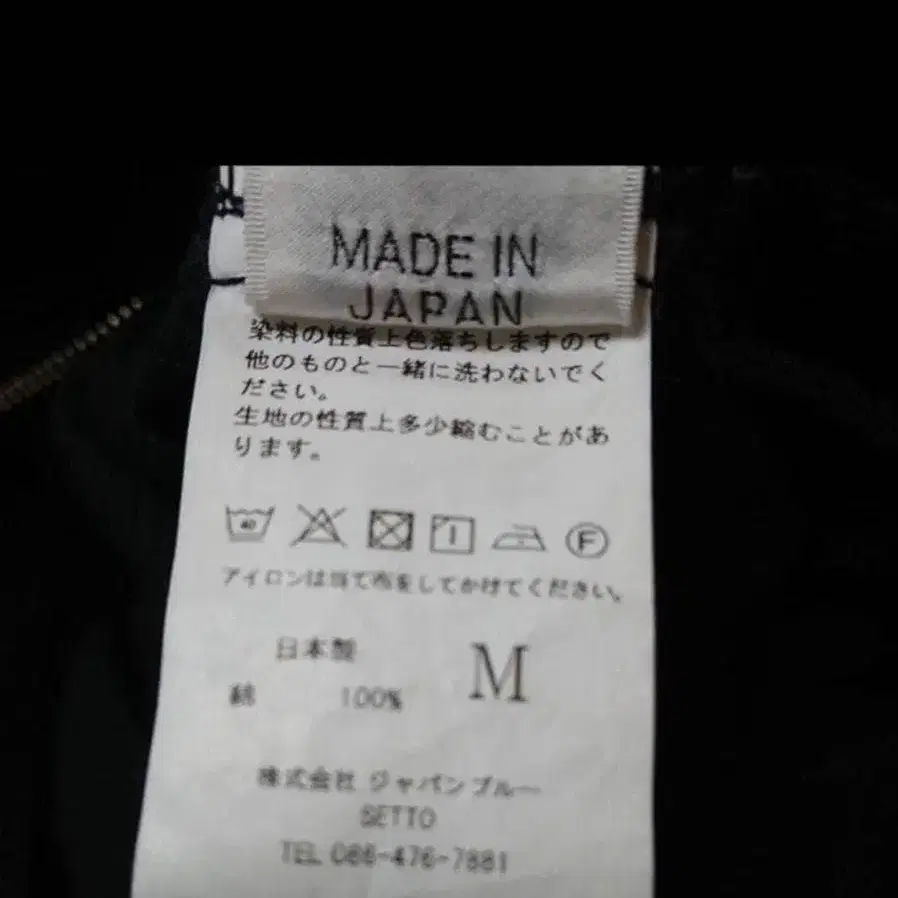 MADE IN
JAPAN
染料の性質上色落ちしますので
他のものと一緒に洗わないでく
ださい。
生地の性質上多少縮むことがあ
ります。
40
F
アイロンは当て布をしてかけてください。
日本製
M
綿 100%
株式会社 ジャパンブルー
SETTO
TEL 086-476-7881